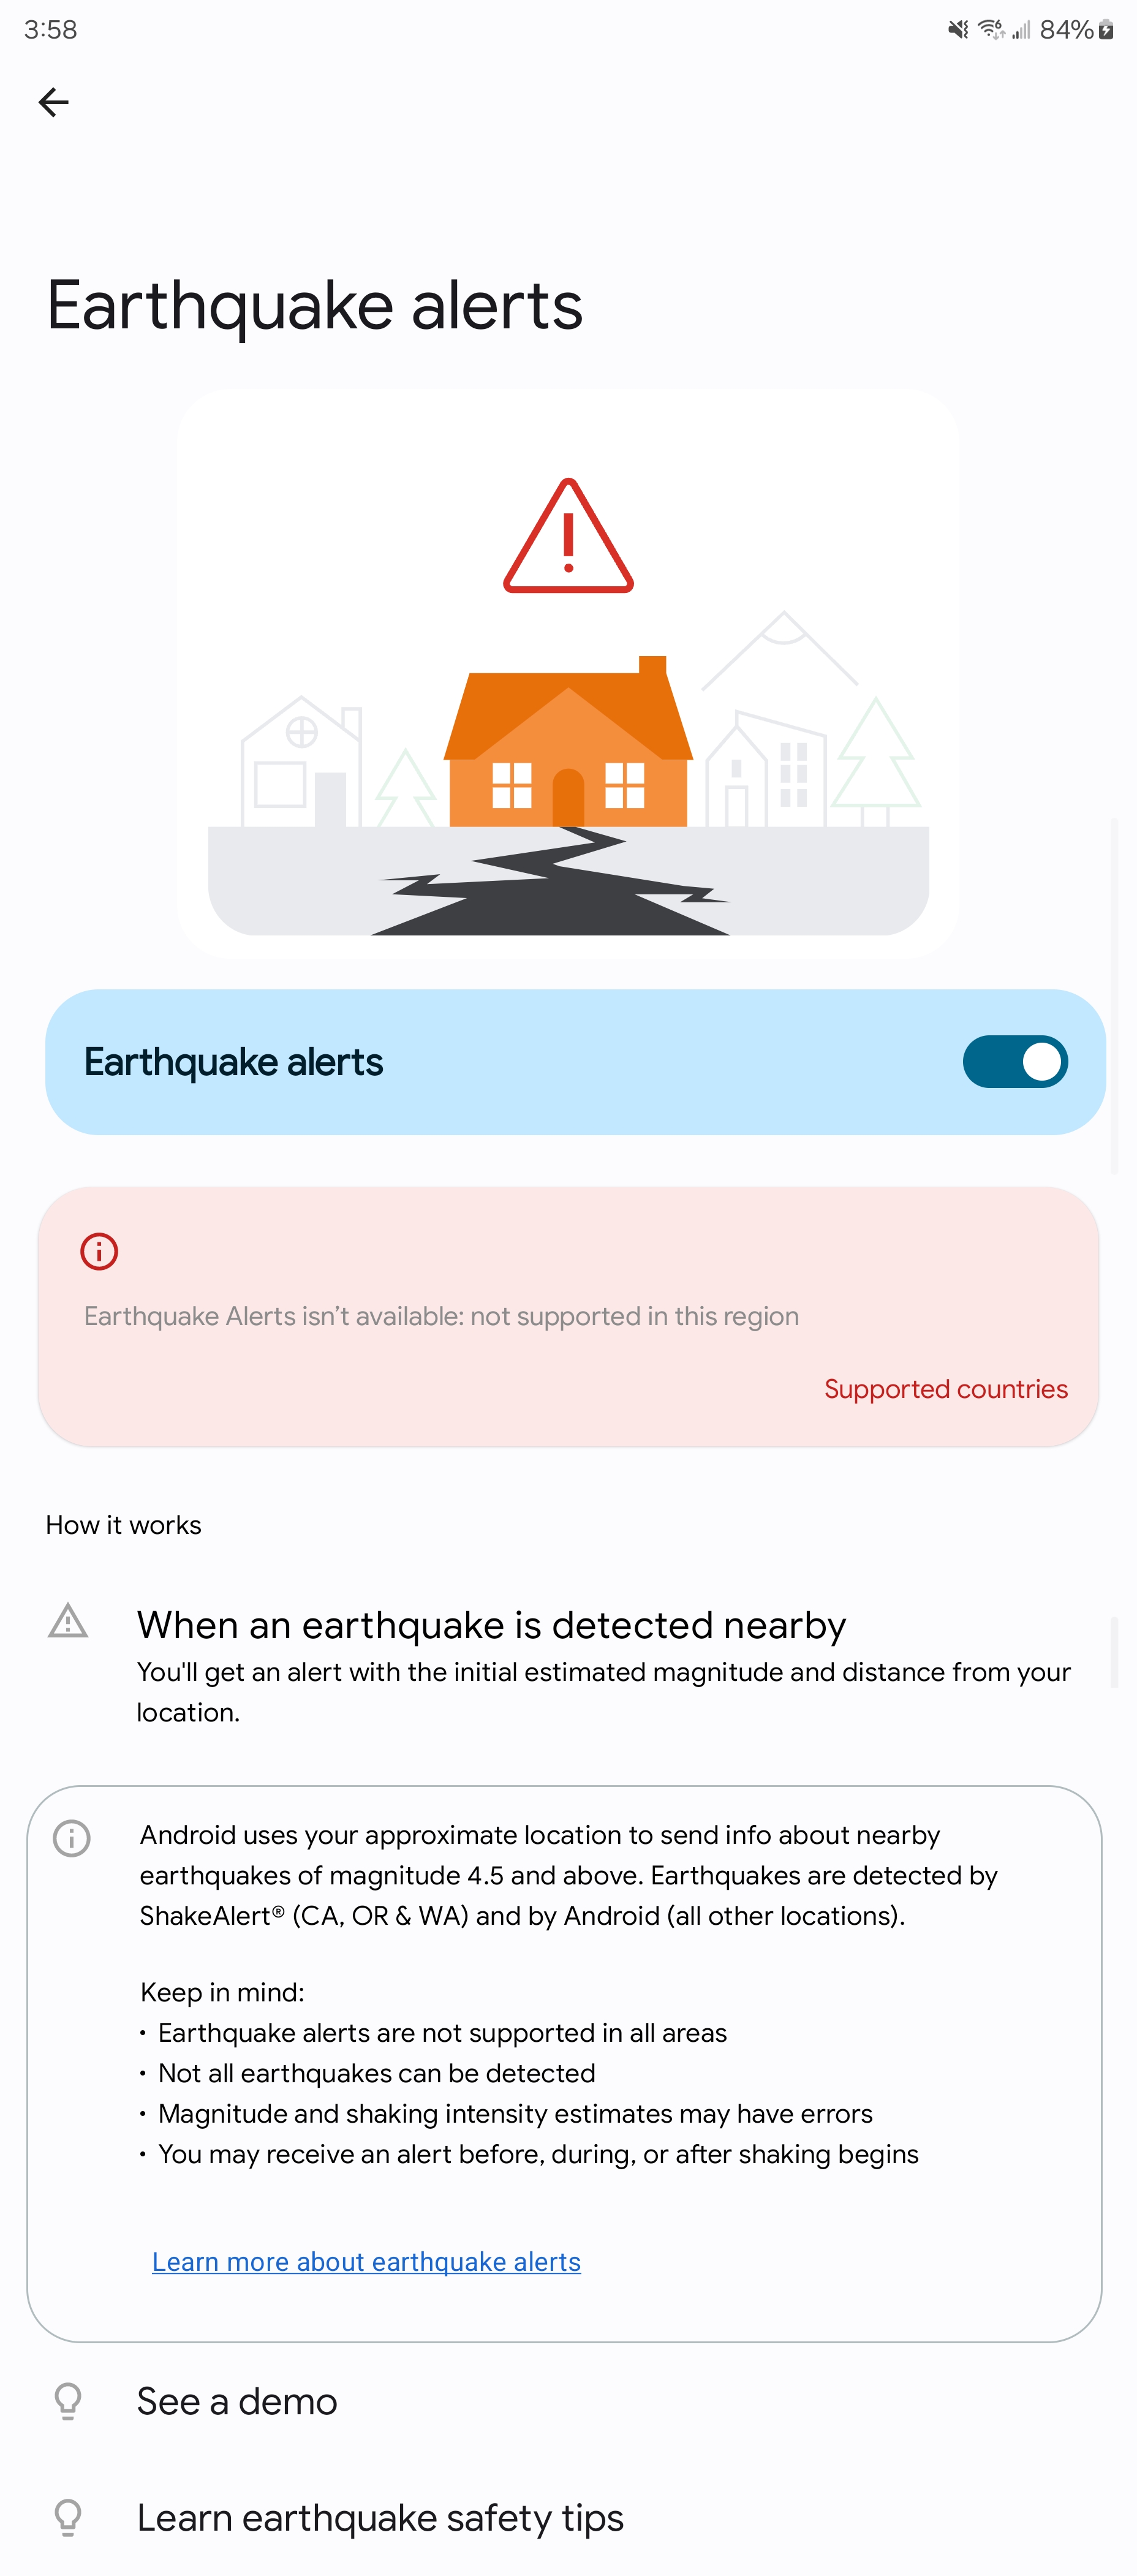 3:58
84%
Earthquake alerts
Earthquake alerts
Earthquake Alerts isn’t available: not supported in this region
Supported countries
How it works
When an earthquake is detected nearby
You'll get an alert with the initial estimated magnitude and distance from your
location.
Android uses your approximate location to send info about nearby
earthquakes of magnitude 4.5 and above. Earthquakes are detected by
ShakeAlert® (CA, OR & WA) and by Android (all other locations).
Keep in mind:
• Earthquake alerts are not supported in all areas
• Not all earthquakes can be detected
• Magnitude and shaking intensity estimates may have errors
• You may receive an alert before, during, or after shaking begins
Learn more about earthquake alerts
See a demo
Learn earthquake safety tips